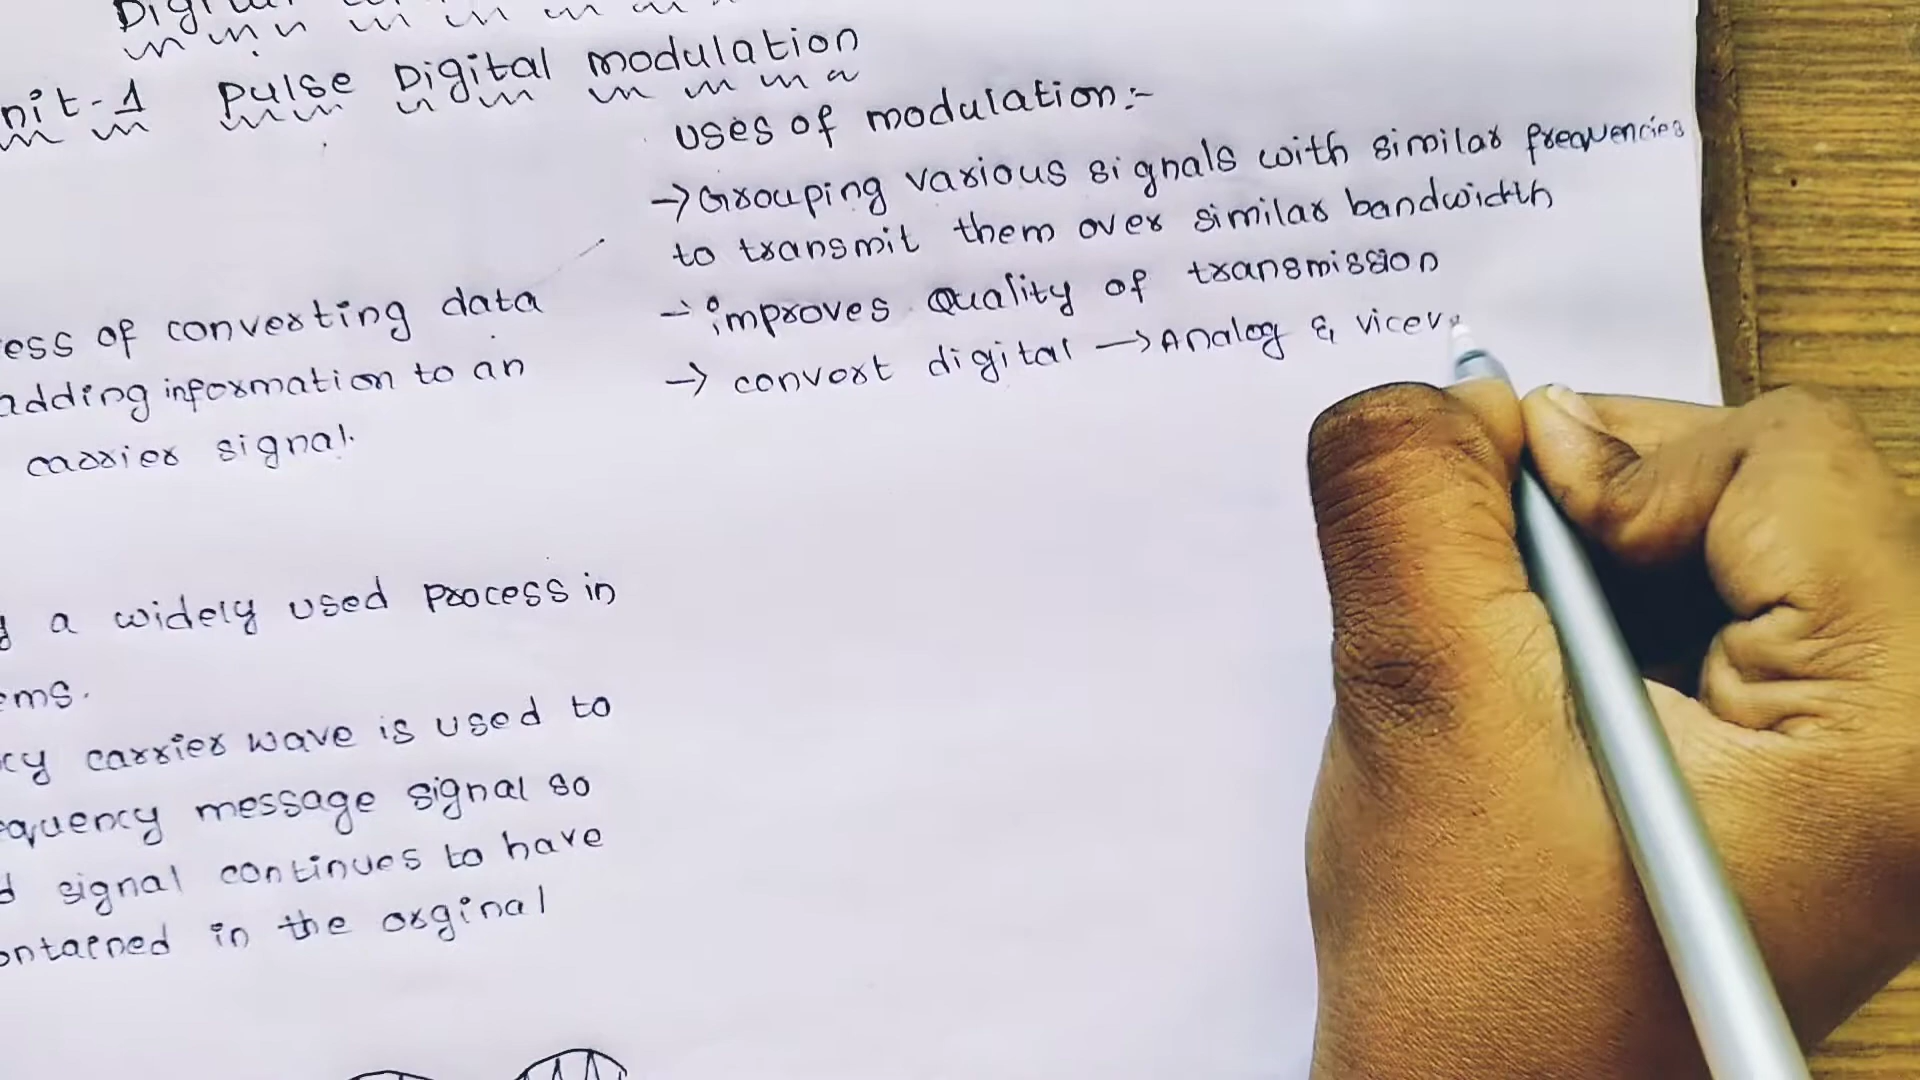 Digital
nit-1 Pulse Digital modulation
uses of modulation:-
→Grouping various signals with similar frequencies
to transmit them over similar bandwidth
→improves Quality of transmission
→ convert digital →Analog & vicev
ess of converting data
adding information to an
carrier signal.
a widely used process in
ems.
cy carrier wave is used to
equency message signal so
d signal continues to have
ontained in the orginal